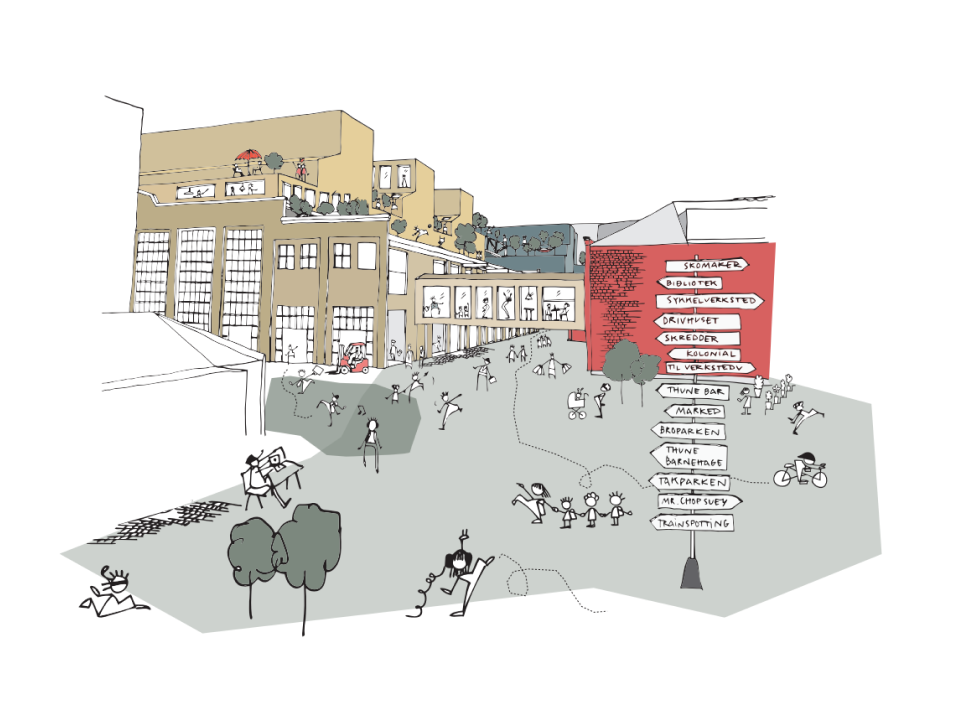 SKOMAKER
BIBLIOTEK
SYKKELVERKSTED
DRIVHUSET
SKREDDER
KOLONIAL
TIL VERKSTEDV
THUNE BAR
MARKED
BROPARKEN
THUNE
BARNEHAGE
TAKPARKEN
MR. CHOP SUEY
TRAINSPOTTING